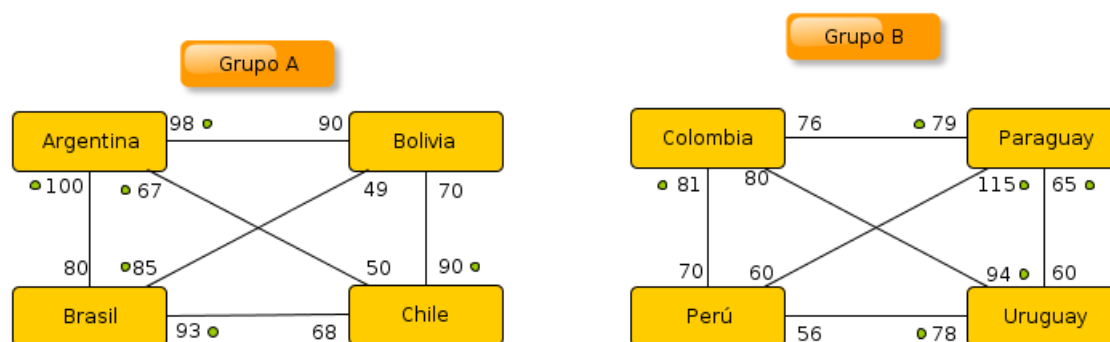 Grupo A
Grupo B
98 90
Argentina Bolivia
100 67 49 70
80 85 50 90
Brasil Chile
93 68
76 79
Colombia Paraguay
81 80 115 65
70 60 94 60
Perú Uruguay
56 78